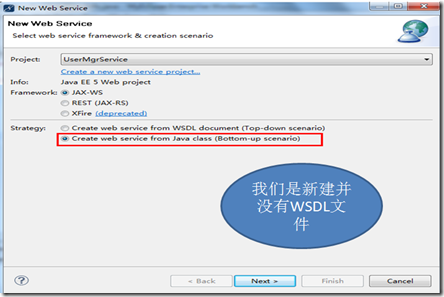 New Web Service
New Web Service
Select web service framework & creation scenario
Project: UserMgrService
Create a new web service project...
Info: Java EE 5 Web project
Framework: JAX-WS
REST (JAX-RS)
XFire (deprecated)
Strategy: Create web service from WSDL document (Top-down scenario)
Create web service from Java class (Bottom-up scenario)
我们是新建并
没有WSDL文
件
? < Back Next > Finish Cancel